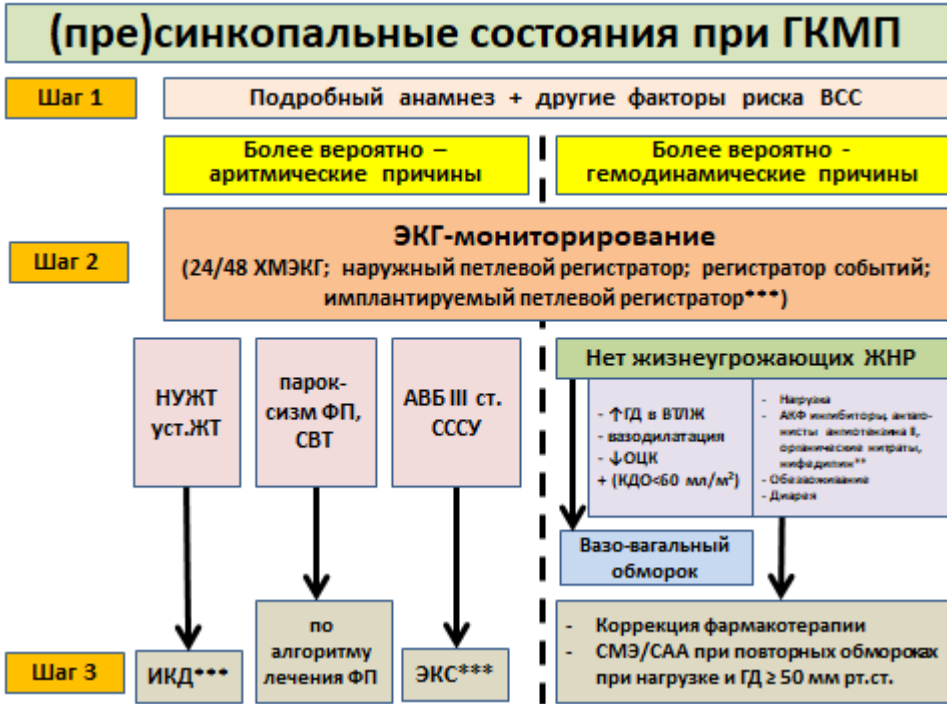 (пре)синкопальные состояния при ГКМП
Шаг 1
Подробный анамнез + другие факторы риска ВСС
Более вероятно –
аритмические причины
Более вероятно -
гемодинамические причины
Шаг 2
ЭКГ-мониторирование
(24/48 ХМЭКГ; наружный петлевой регистратор; регистратор событий;
имплантируемый петлевой регистратор***)
НУЖТ
уст.ЖТ
парок-
сизм ФП,
СВТ
АВБ III ст.
СССУ
Нет жизнеугрожающих ЖНР
- ↑ГД в ВТЛЖ
- вазодилатация
- ↓ОЦК
+ (КДО<60 мл/м²)
- Нагрузка
- АКФ ингибиторы, антаго-
нисты ангиотензина II,
органические нитраты,
нифедипин**
- Обезвоживание
- Диарея
Вазо-вагальный
обморок
Шаг 3
ИКД***
по
алгоритму
лечения ФП
ЭКС***
- Коррекция фармакотерапии
- СМЭ/САА при повторных обмороках
при нагрузке и ГД ≥ 50 мм рт.ст.